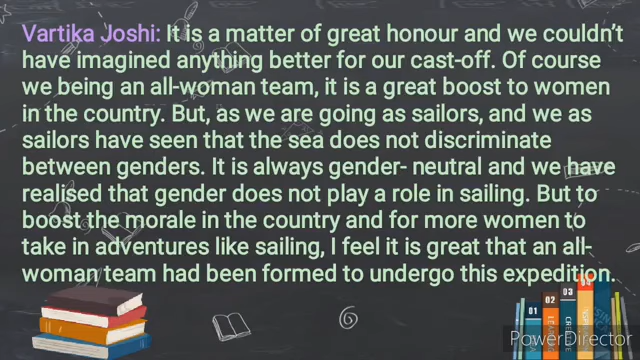 Vartika Joshi: It is a matter of great honour and we couldn't
have imagined anything better for our cast-off. Of course
we being an all-woman team, it is a great boost to women
in the country. But, as we are going as sailors, and we as
sailors have seen that the sea does not discriminate
between genders. It is always gender- neutral and we have
realised that gender does not play a role in sailing. But to
boost the morale in the country and for more women to
take in adventures like sailing, I feel it is great that an all-
woman team had been formed to undergo this expedition.
01
02
03
04
PowerDirector